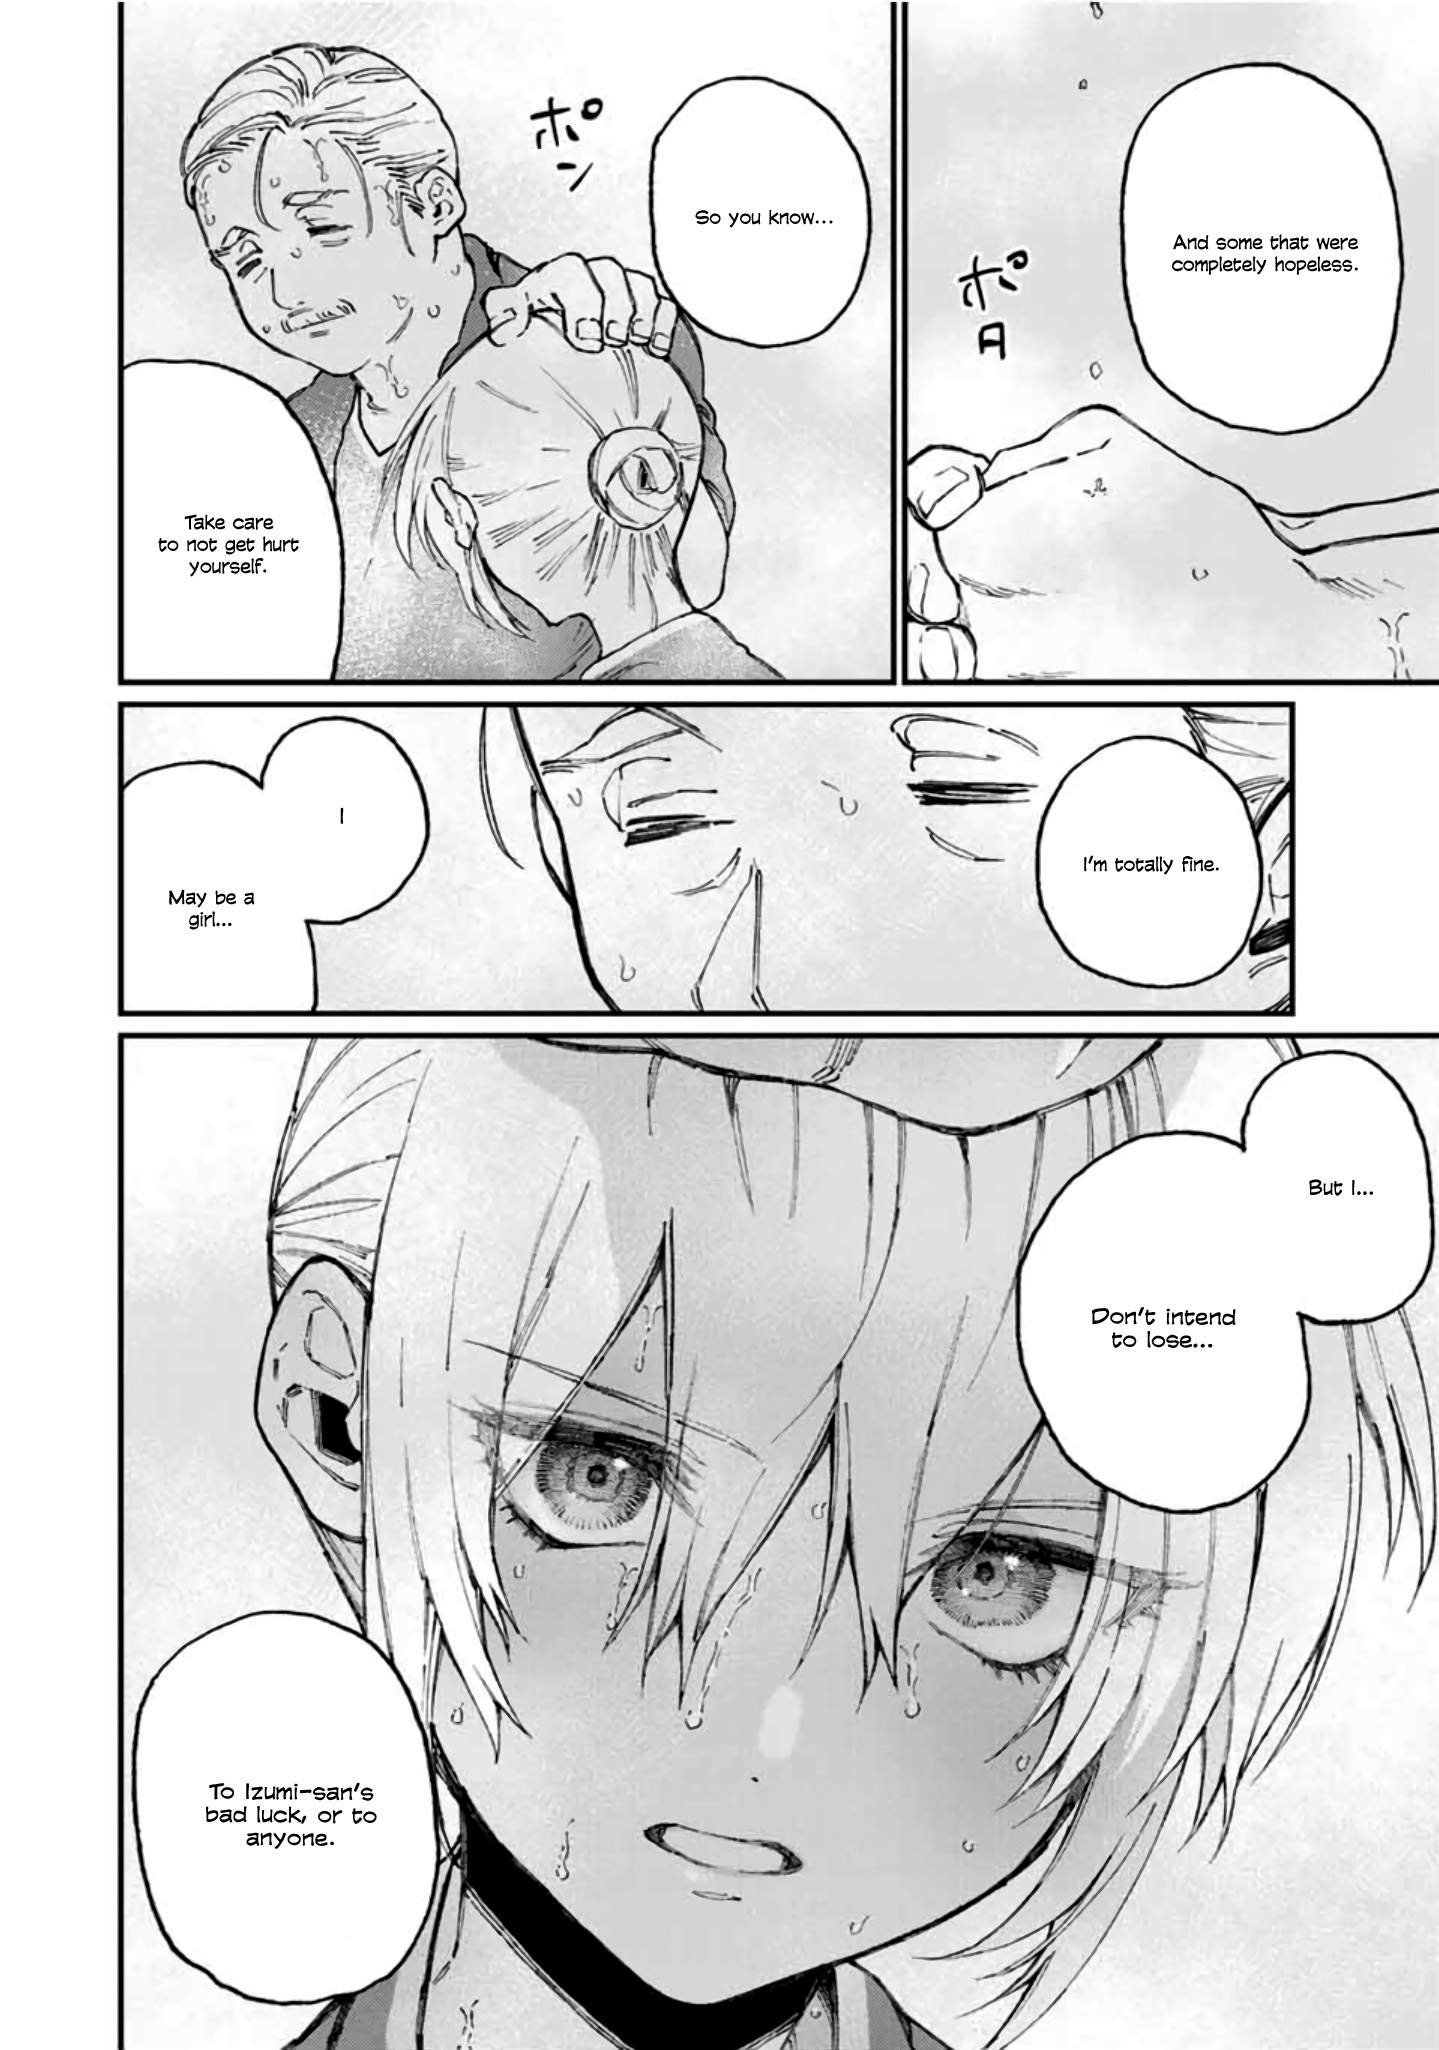 And some that were
completely hopeless.
ポ
日
So you know...
ポ
ン
Take care
to not get hurt
yourself.
I'm totally fine.
I
May be a
girl...
But I...
Don't intend
to lose...
To Izumi-san's
bad luck, or to
anyone.